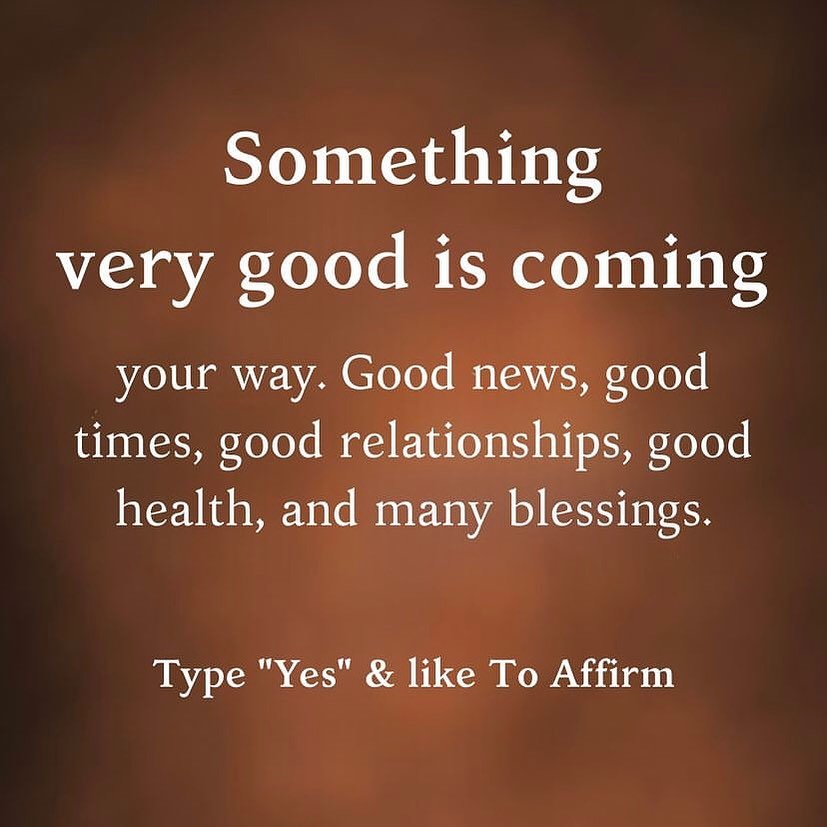 Something
very good is coming
your way. Good news, good
times, good relationships, good
health, and many blessings.
Type "Yes" & like To Affirm